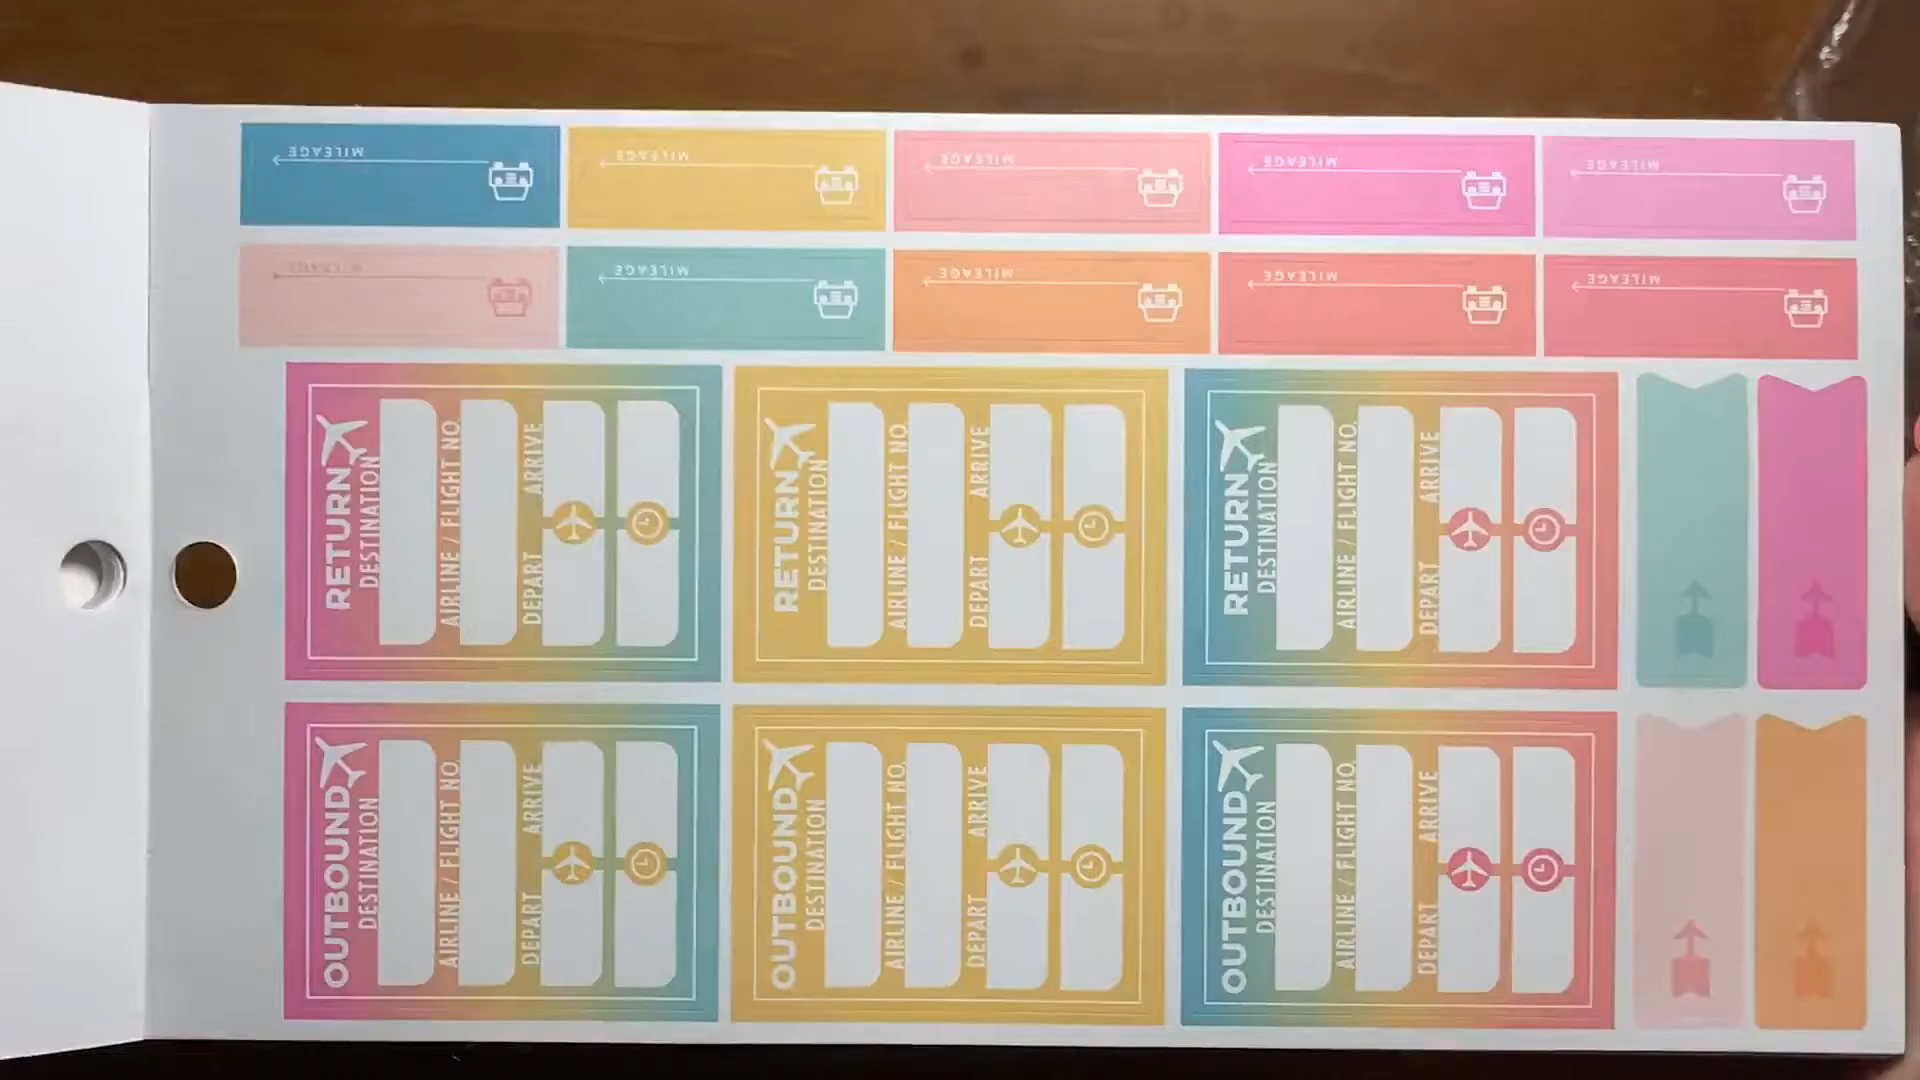 MILEAGE
MILEAGE
MILEAGE
MILEAGE
MILEAGE
MILEAGE
MILEAGE
MILEAGE
MILEAGE
MILEAGE
RETURN
DESTINATION
AIRLINE / FLIGHT NO.
DEPART ARRIVE
RETURN
DESTINATION
AIRLINE / FLIGHT NO.
DEPART ARRIVE
RETURN
DESTINATION
AIRLINE / FLIGHT NO.
DEPART ARRIVE
OUTBOUND
DESTINATION
AIRLINE / FLIGHT NO.
DEPART ARRIVE
OUTBOUND
DESTINATION
AIRLINE / FLIGHT NO.
DEPART ARRIVE
OUTBOUND
DESTINATION
AIRLINE / FLIGHT NO.
DEPART ARRIVE